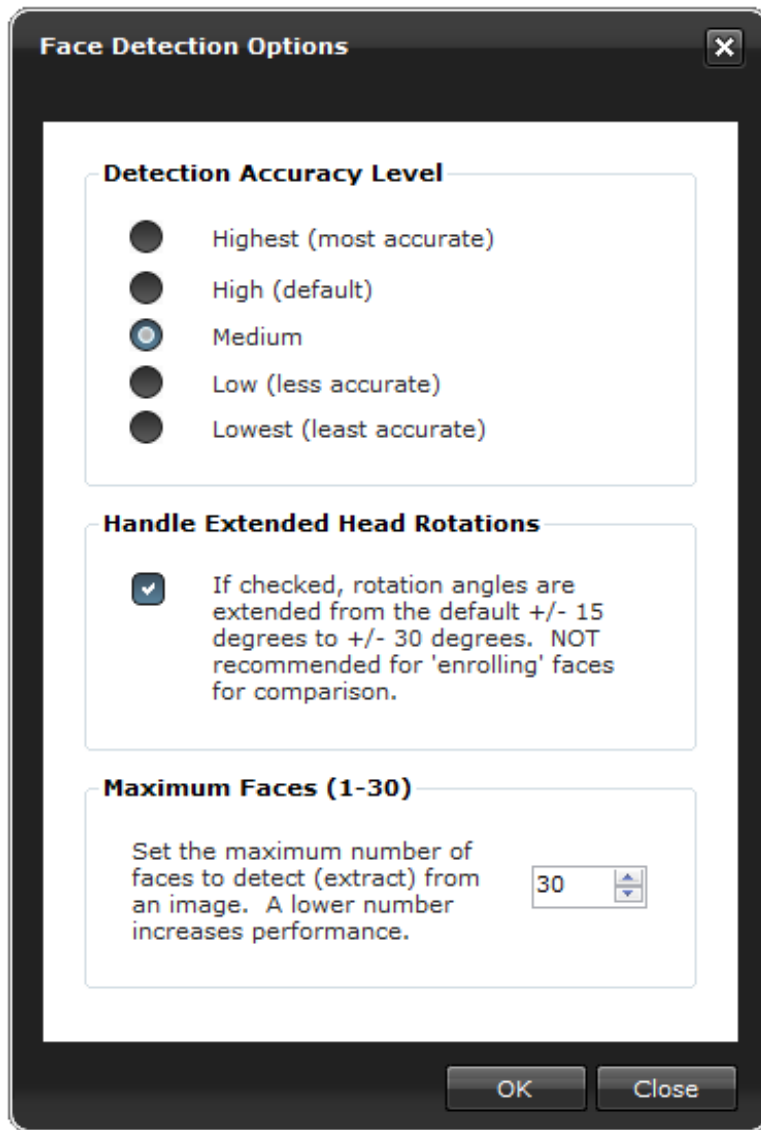 Face Detection Options
Detection Accuracy Level
Highest (most accurate)
High (default)
Medium
Low (less accurate)
Lowest (least accurate)
Handle Extended Head Rotations
If checked, rotation angles are
extended from the default +/- 15
degrees to +/- 30 degrees.  NOT
recommended for 'enrolling' faces
for comparison.
Maximum Faces (1-30)
Set the maximum number of
faces to detect (extract) from
an image.  A lower number
increases performance.
30
OK
Close